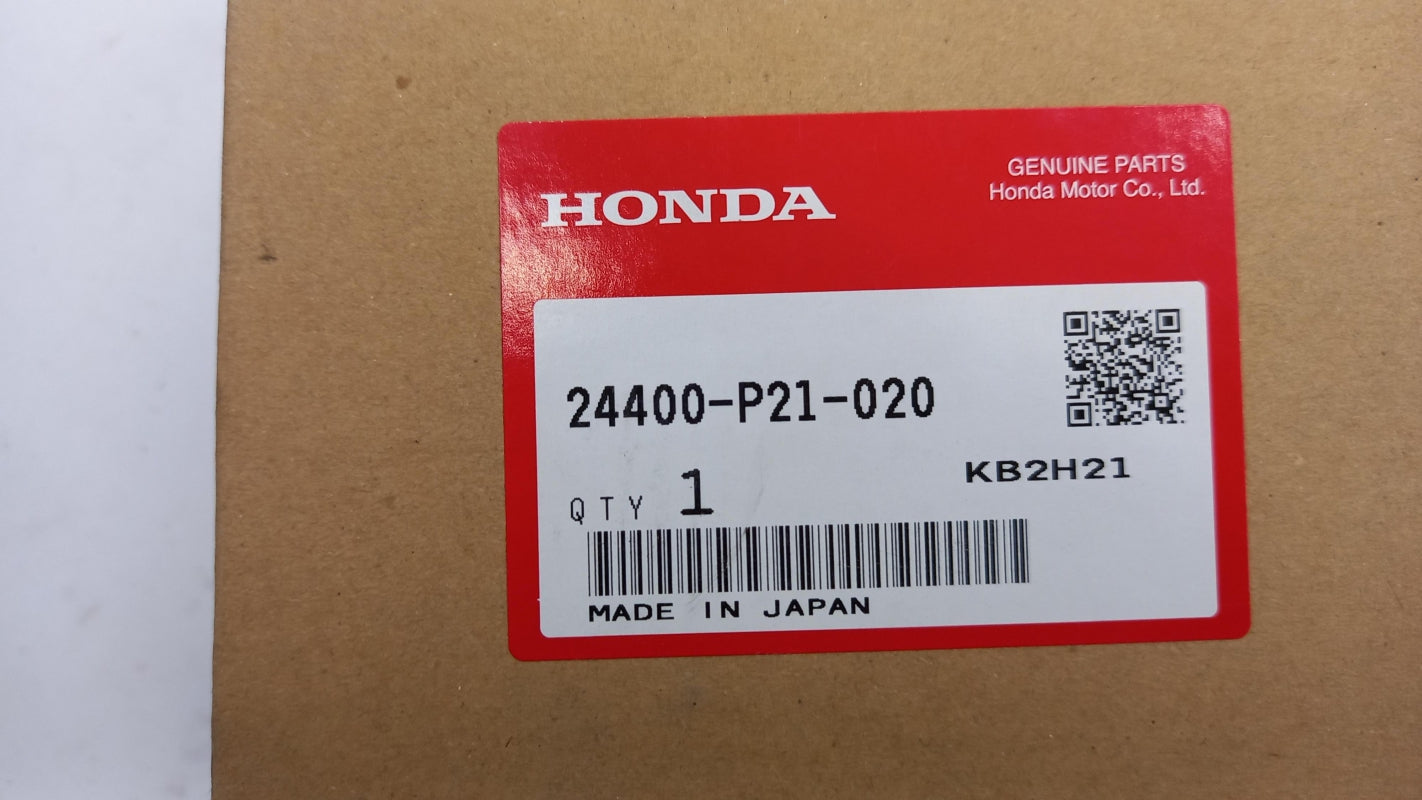 HONDA
GENUINE PARTS
Honda Motor Co., Ltd.
24400-P21-020
KB2H21
QTY 1
MADE IN JAPAN